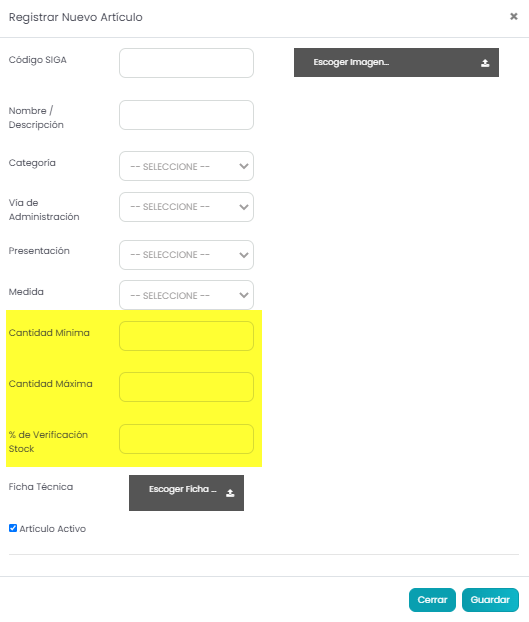 Registrar Nuevo Artículo
×
Código SIGA
Escoger Imagen...
Nombre /
Descripción
Categoría
-- SELECCIONE --
Vía de
Administración
-- SELECCIONE --
Presentación
-- SELECCIONE --
Medida
-- SELECCIONE --
Cantidad Mínima
Cantidad Máxima
% de Verificación
Stock
Ficha Técnica
Escoger Ficha ...
Artículo Activo
Cerrar
Guardar